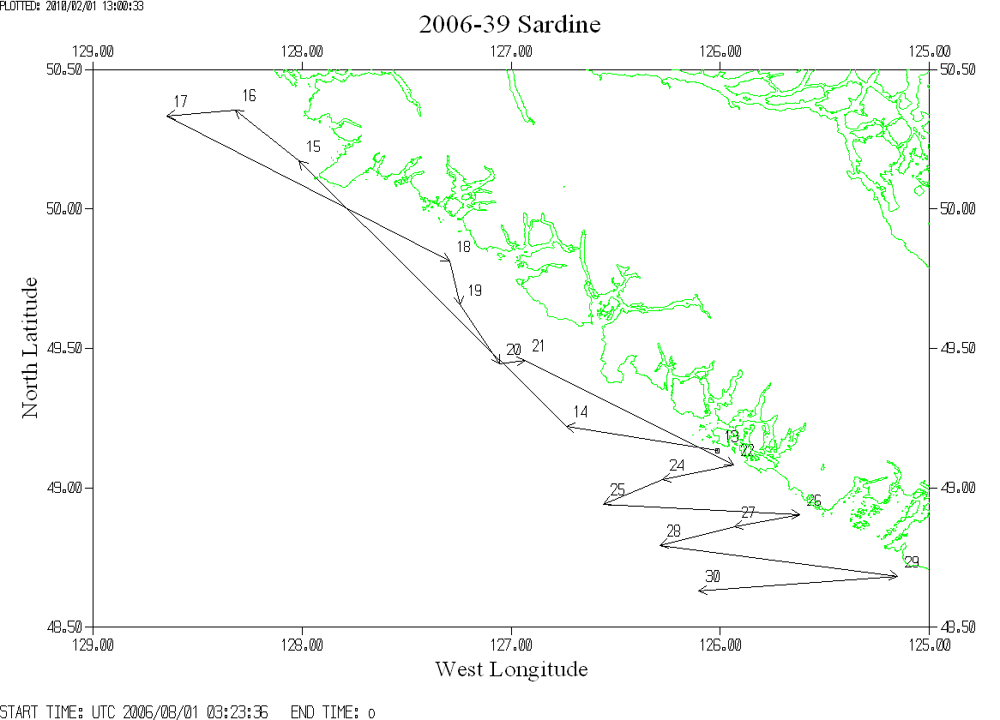 PLOTTED: 2010/02/01 13:00:33
2006-39 Sardine
129.00 128.00 127.00 126.00 125.00
50.50 50.50
16
17
15
50.00 50.00
18
19
49.50 20 21 49.50
14
13
22
24
49.00 25 49.00
26
27
28
29
30
48.50 48.50
129.00 128.00 127.00 126.00 125.00
North Latitude
West Longitude
START TIME: UTC 2006/08/01 03:23:36 END TIME: o